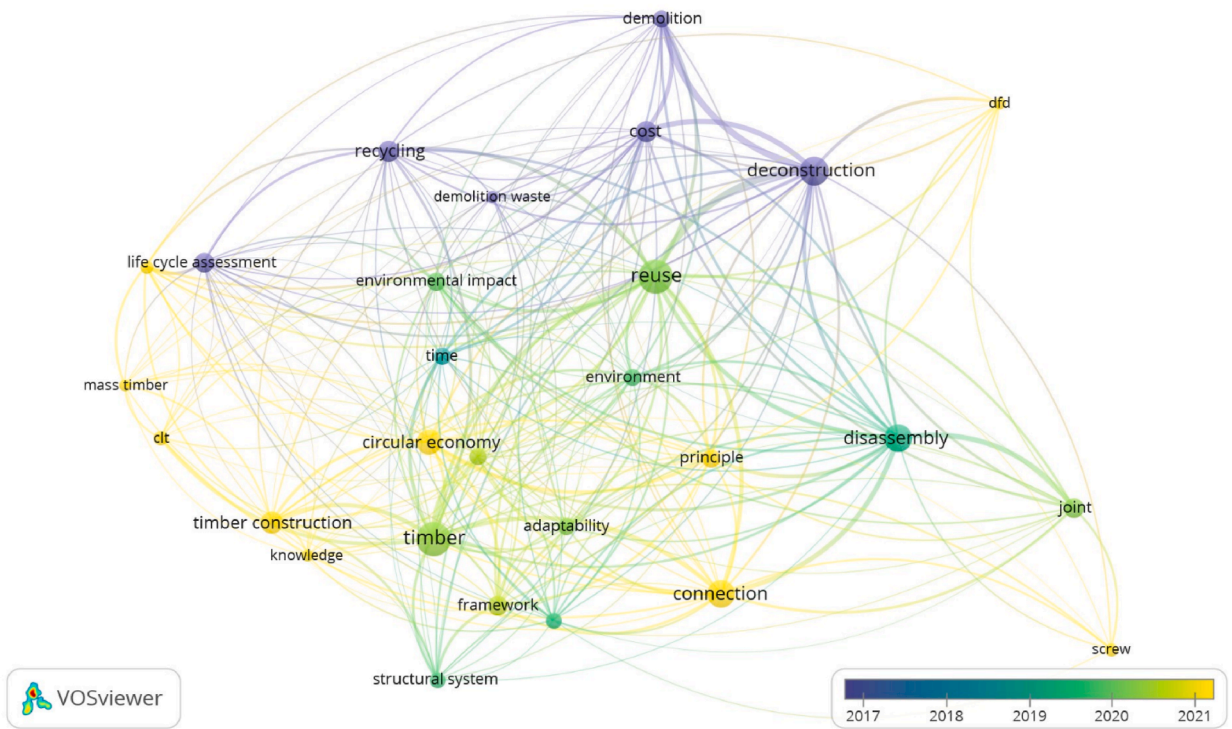 demolition
dfd
cost
recycling
deconstruction
demolition waste
life cycle assessment
reuse
environmental impact
time
environment
mass timber
clt
circular economy
disassembly
principle
timber construction
joint
adaptability
timber
knowledge
connection
framework
screw
structural system
VOSviewer
2017 2018 2019 2020 2021